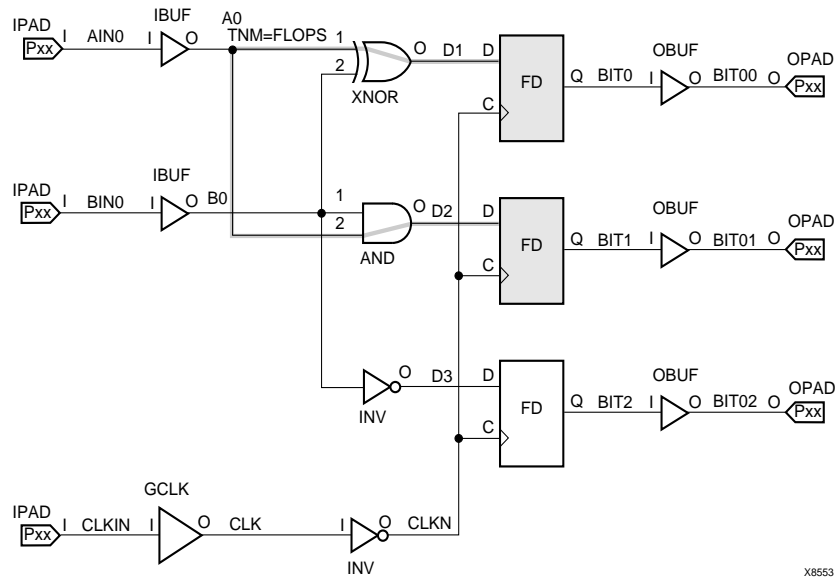 IPAD I Pxx AIN0 I IBUF O A0 TNM=FLOPS 1 2 XNOR O D1 D FD C Q BIT0 I OBUF O BIT00 O OPAD Pxx
IPAD I Pxx BIN0 I IBUF O B0 1 2 AND O D2 D FD C Q BIT1 I OBUF O BIT01 O OPAD Pxx
INV O D3 D FD C Q BIT2 I OBUF O BIT02 O OPAD Pxx
IPAD I Pxx CLKIN I GCLK O CLK I INV O CLKN
X8553